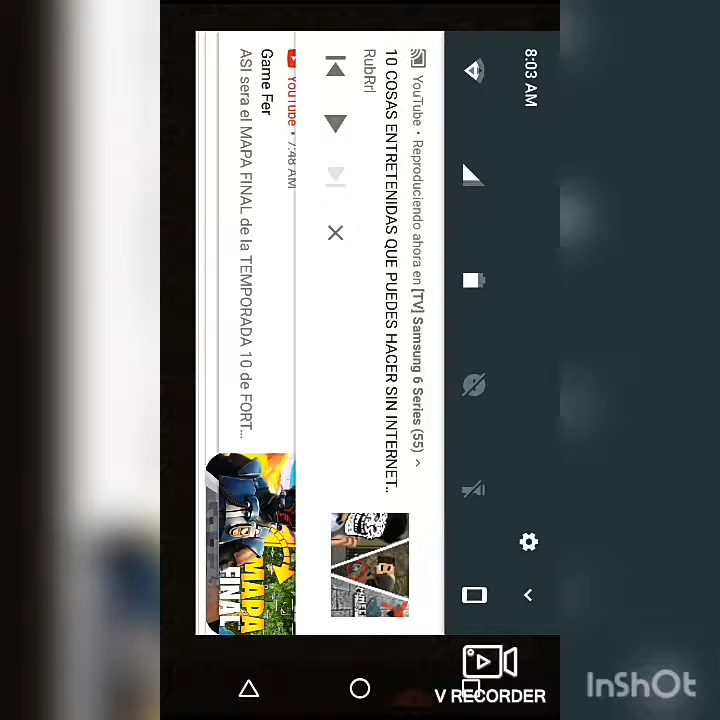 8:03 AM
YouTube • Reproduciendo ahora en [TV] Samsung 6 Series (55)
10 COSAS ENTRETENIDAS QUE PUEDES HACER SIN INTERNET..
RubRrl
YouTube • 7:48 AM
Game Fer
ASI sera el MAPA FINAL de la TEMPORADA 10 de FORT...
MAPA
FINAL
V RECORDER
InShOt